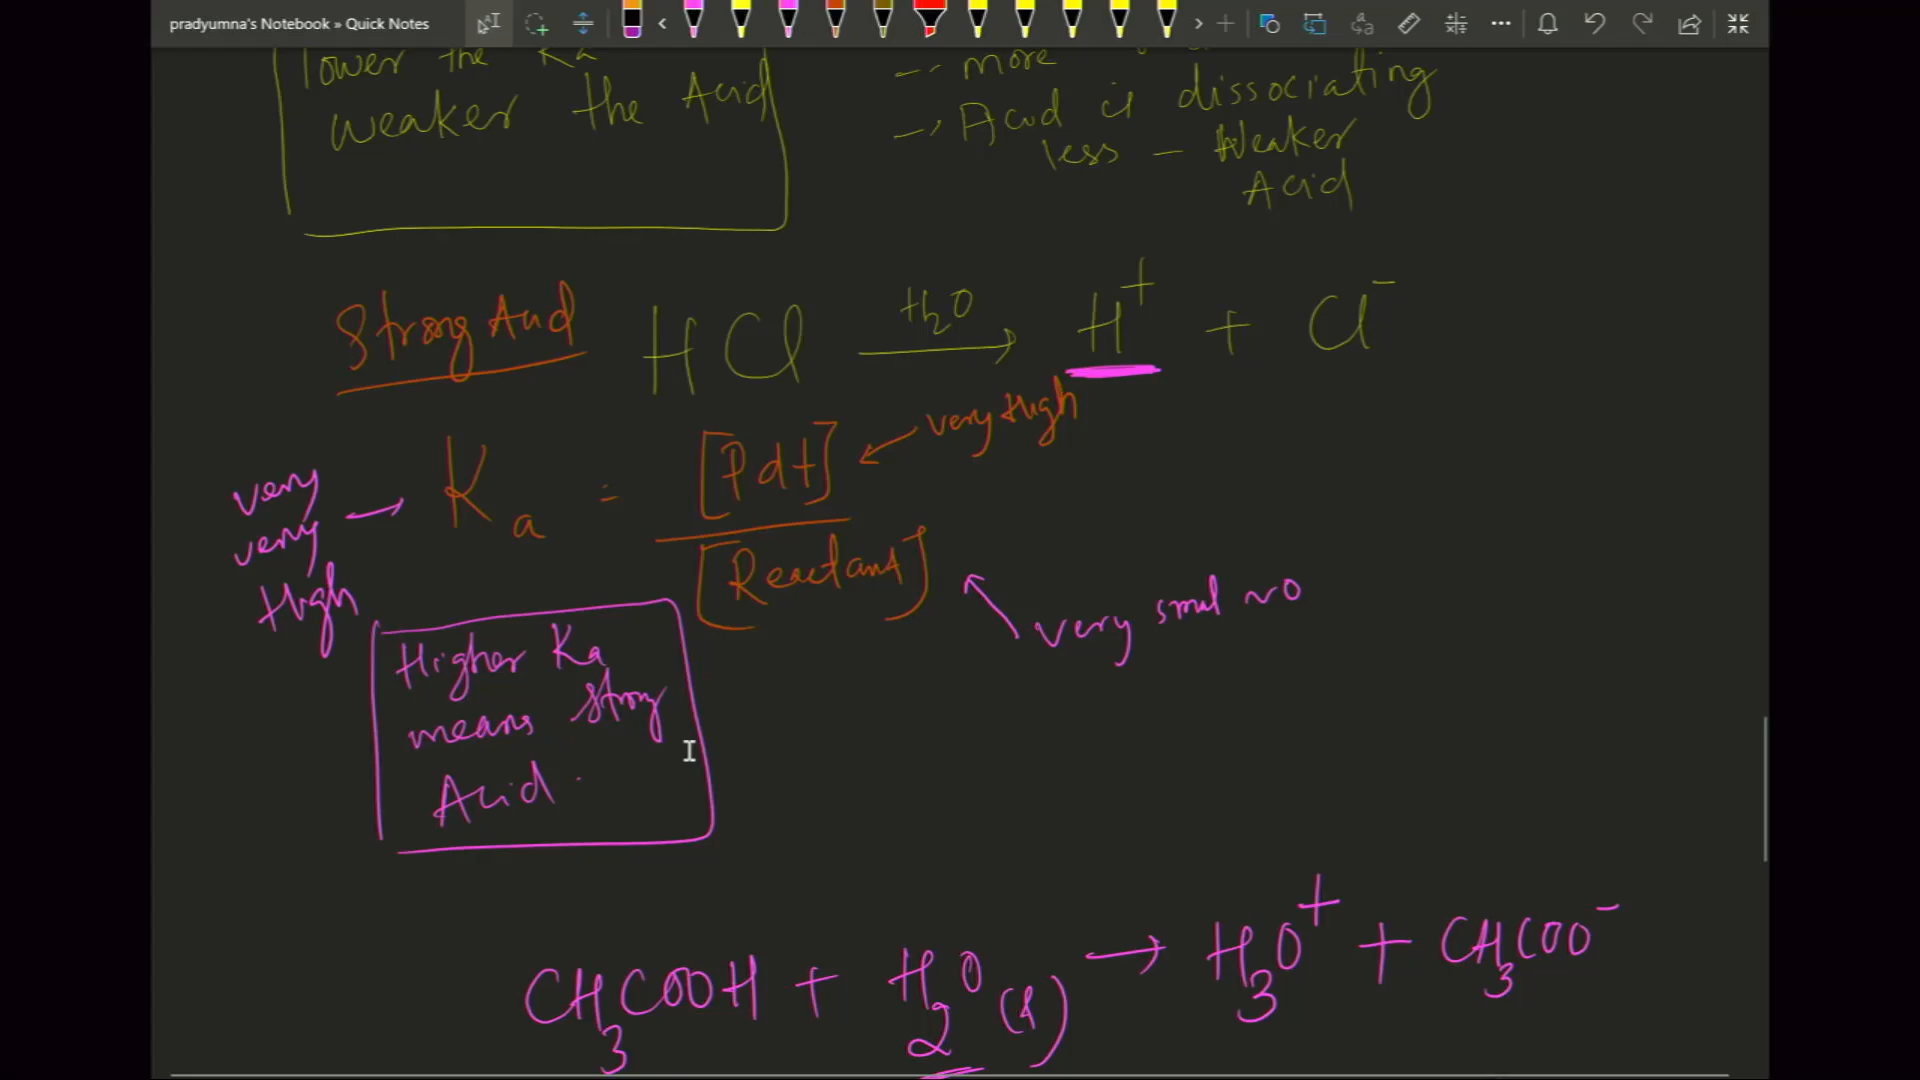 pradyumna's Notebook » Quick Notes
lower the Ka
weaker the Acid
→ more
→ Acid is dissociating
less – Weaker
Acid
Strong Acid HCl H2O → H+ + Cl-
very very High → Ka = [Pdt] / [Reactant]
← very High
very small no
Higher Ka
means strong
Acid.
CH3COOH + H2O (l) → H3O+ + CH3COO-